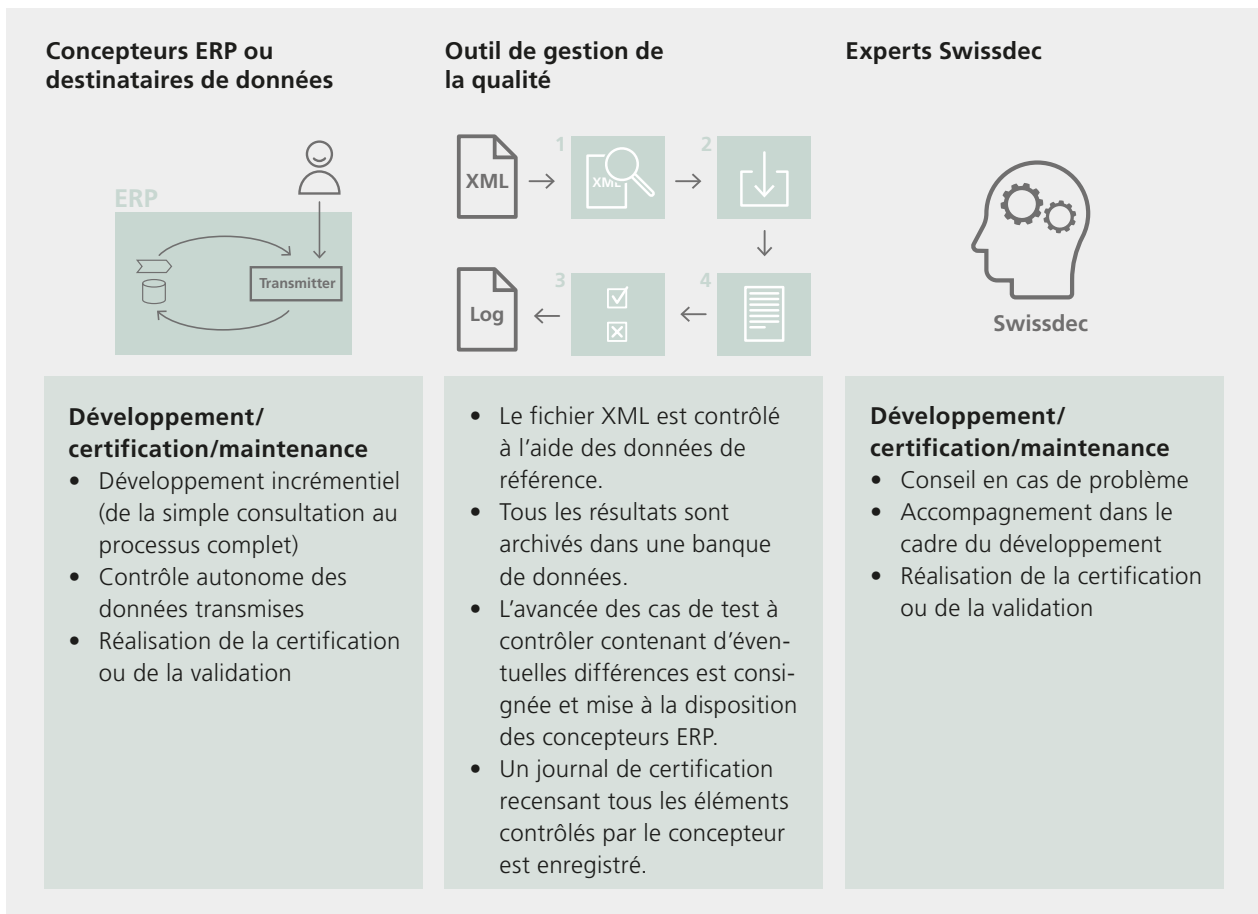 Concepteurs ERP ou
destinataires de données
ERP
Transmitter
Développement/
certification/maintenance
• Développement incrémentiel
(de la simple consultation au
processus complet)
• Contrôle autonome des
données transmises
• Réalisation de la certification
ou de la validation
Outil de gestion de
la qualité
XML
1
XML
2
3
4
Log
• Le fichier XML est contrôlé
à l'aide des données de
référence.
• Tous les résultats sont
archivés dans une banque
de données.
• L'avancée des cas de test à
contrôler contenant d'éven-
tuelles différences est consi-
gnée et mise à la disposition
des concepteurs ERP.
• Un journal de certification
recensant tous les éléments
contrôlés par le concepteur
est enregistré.
Experts Swissdec
Swissdec
Développement/
certification/maintenance
• Conseil en cas de problème
• Accompagnement dans le
cadre du développement
• Réalisation de la certification
ou de la validation